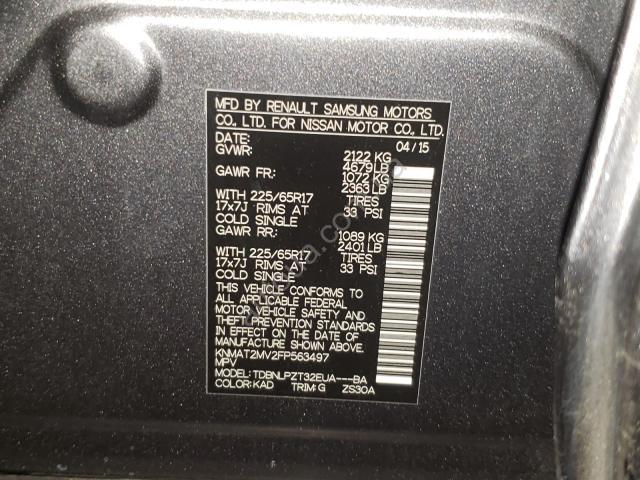 MFD BY RENAULT SAMSUNG MOTORS
CO., LTD. FOR NISSAN MOTOR CO., LTD.
DATE: 04/15
GVWR: 2122 KG
4679 LB
GAWR FR: 1072 KG
2363 LB
WITH 225/65R17 TIRES
17x7J RIMS AT 33 PSI
COLD SINGLE
GAWR RR: 1089 KG
2401 LB
WITH 225/65R17 TIRES
17x7J RIMS AT 33 PSI
COLD SINGLE
THIS VEHICLE CONFORMS TO
ALL APPLICABLE FEDERAL
MOTOR VEHICLE SAFETY AND
THEFT PREVENTION STANDARDS
IN EFFECT ON THE DATE OF
MANUFACTURE SHOWN ABOVE
KNMAT2MV2FP563497
MPV
MODEL: TDBNLPZT32EUA---BA
COLOR: KAD TRIM: G ZS30A